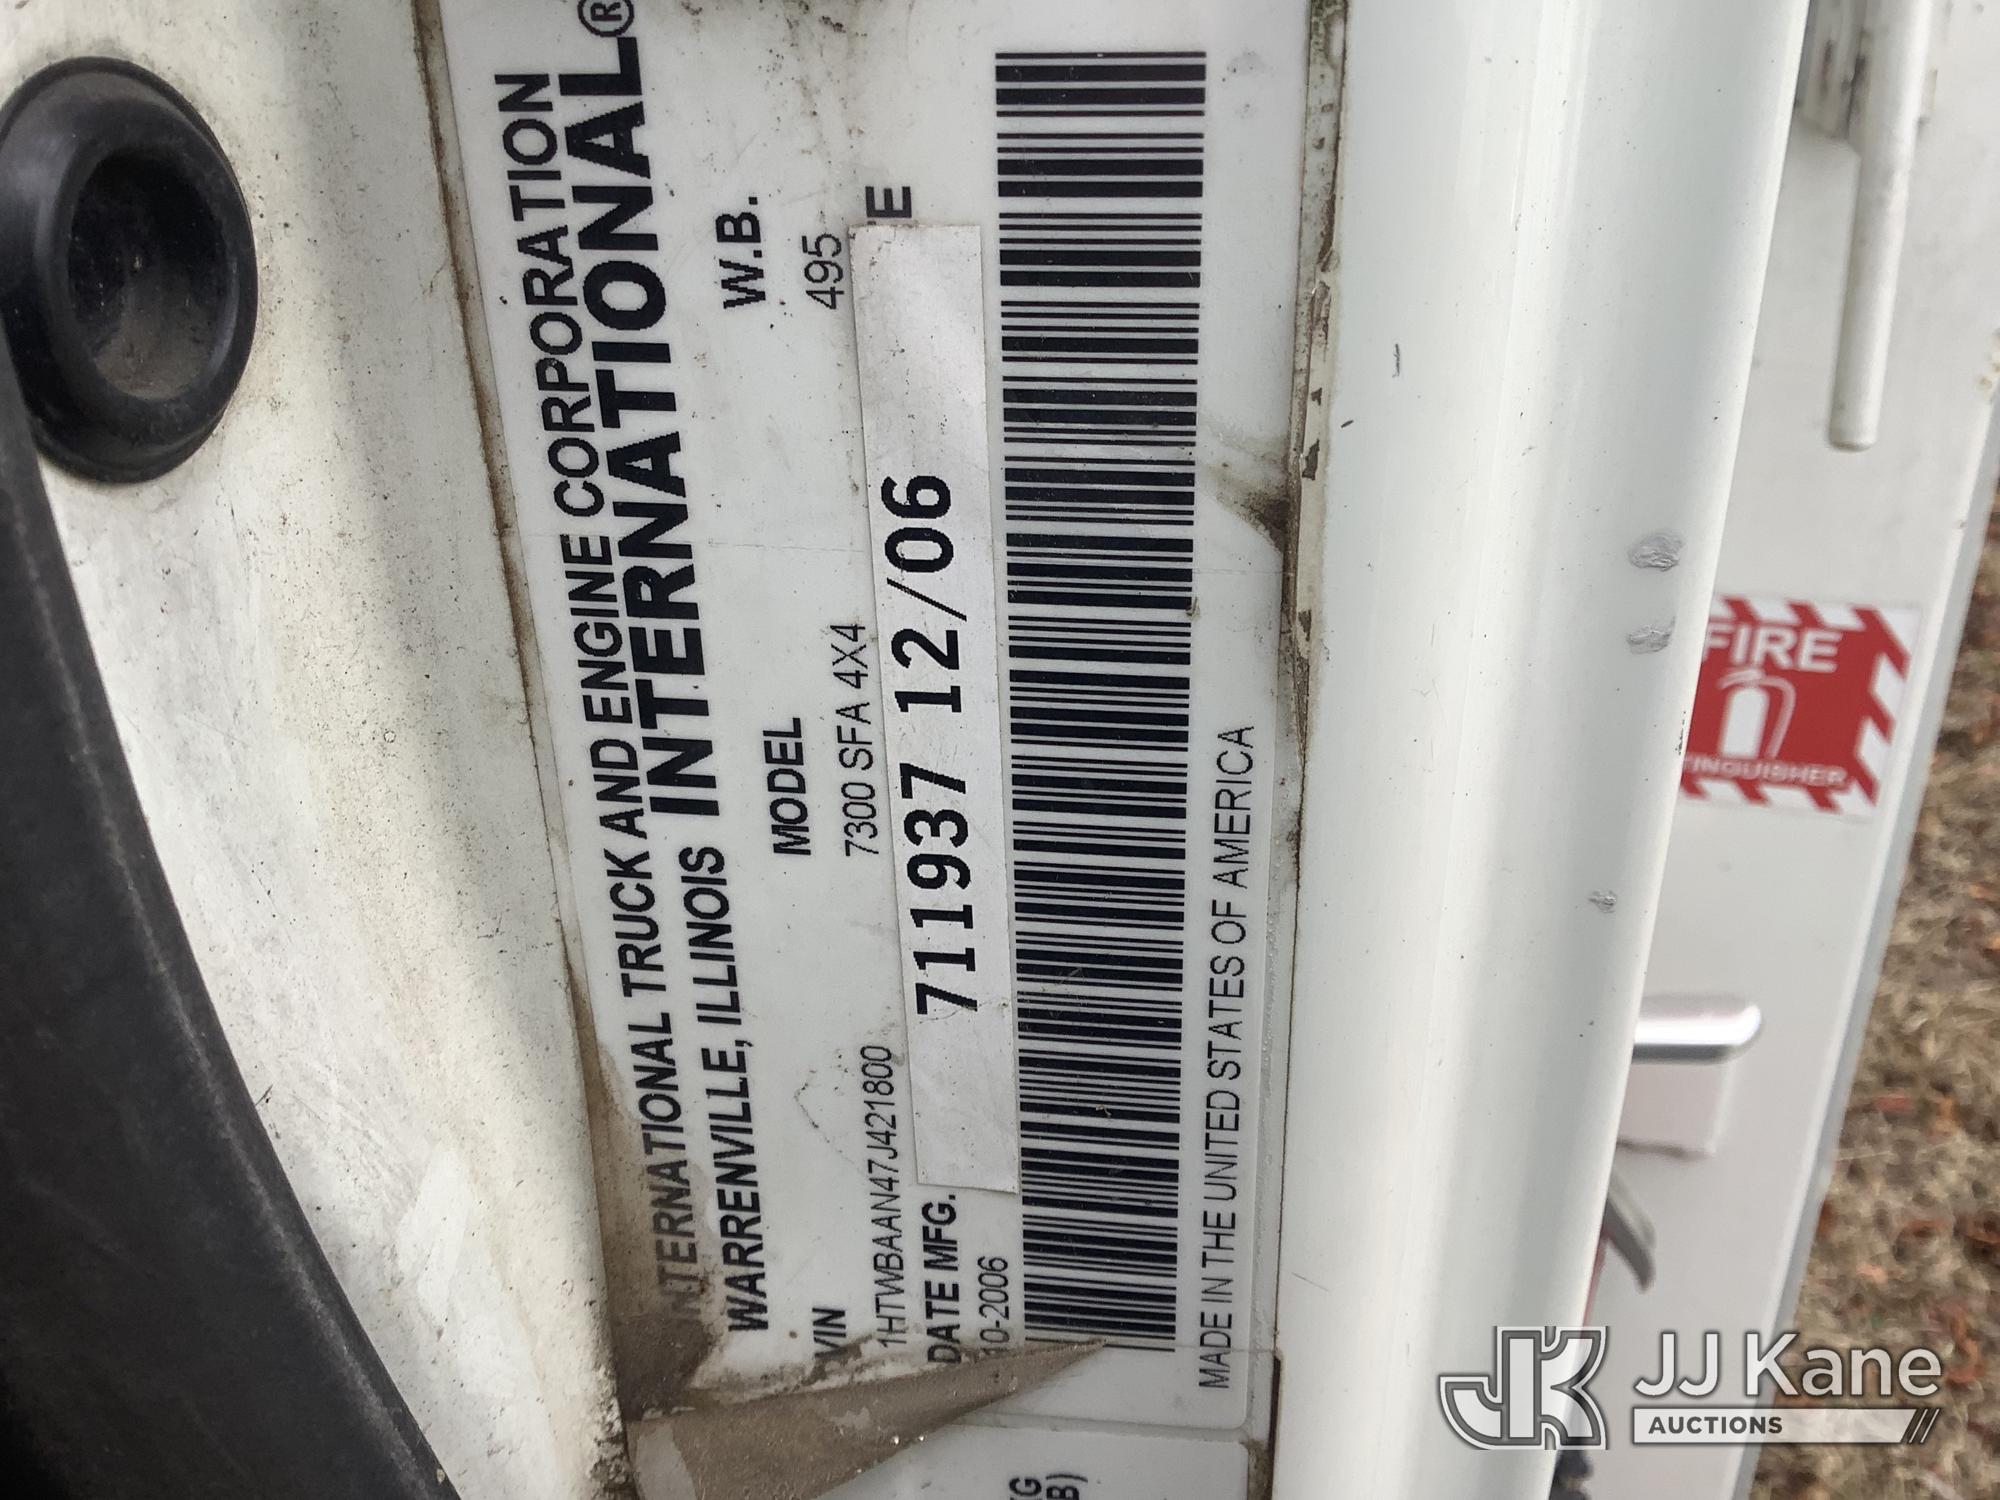 INTERNATIONAL TRUCK AND ENGINE CORPORATION
WARRENVILLE, ILLINOIS INTERNATIONAL®
VIN MODEL W.B.
1HTWBAAN47J421800 7300 SFA 4X4 495
DATE MFG.
10-2006
711937 12/06
MADE IN THE UNITED STATES OF AMERICA
FIRE
JJ Kane
AUCTIONS